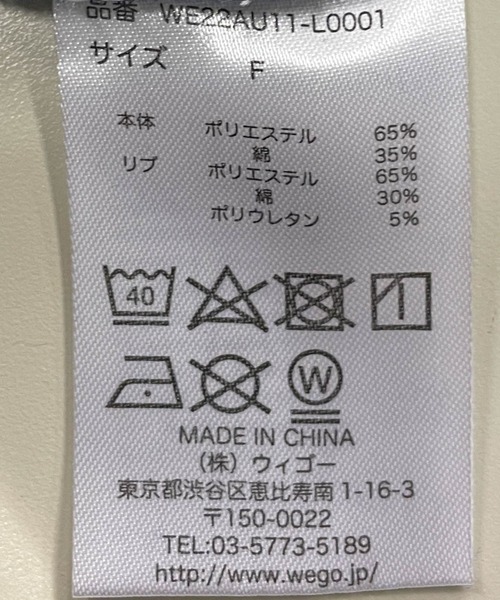 品番 WE22AU11-L0001
サイズ F
本体 ポリエステル 65%
綿 35%
リブ ポリエステル 65%
綿 30%
ポリウレタン 5%
40
W
MADE IN CHINA
(株)ウィゴー
東京都渋谷区恵比寿南 1-16-3
〒150-0022
TEL:03-5773-5189
http://www.wego.jp/